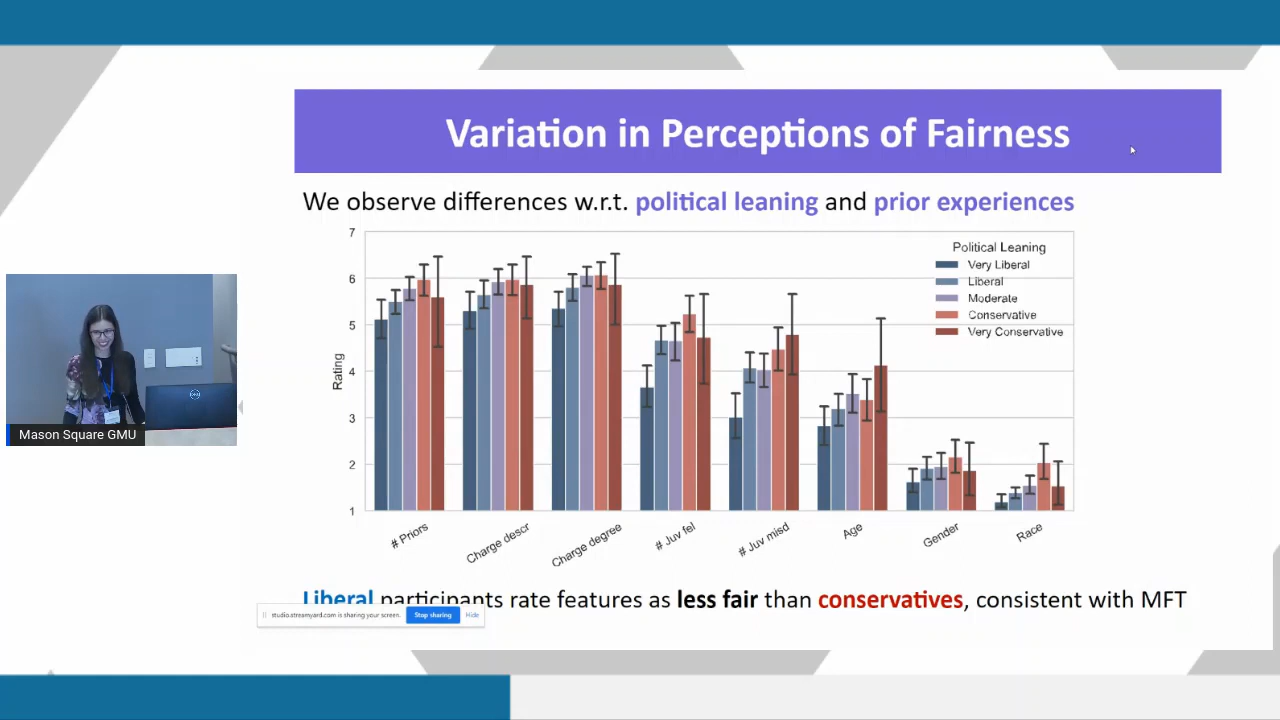 Variation in Perceptions of Fairness
We observe differences w.r.t. political leaning and prior experiences
7
6
5
4
3
2
1
Rating
Political Leaning
Very Liberal
Liberal
Moderate
Conservative
Very Conservative
# Priors
Charge descr
Charge degree
# Juv fel
# Juv misd
Age
Gender
Race
Mason Square GMU
Liberal participants rate features as less fair than conservatives, consistent with MFT
studio.streamyard.com is sharing your screen. Stop sharing Hide